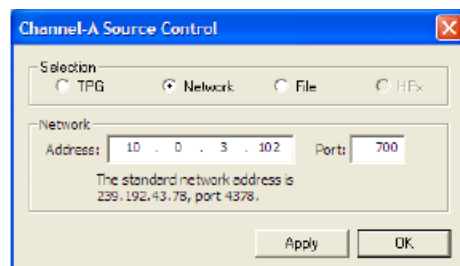 Channel-A Source Control
Selection
TPG Network File HFx
Network
Address: 10 . 0 . 3 . 102 Port: 700
The standard network address is
239.192.43.78, port 4378.
Apply OK